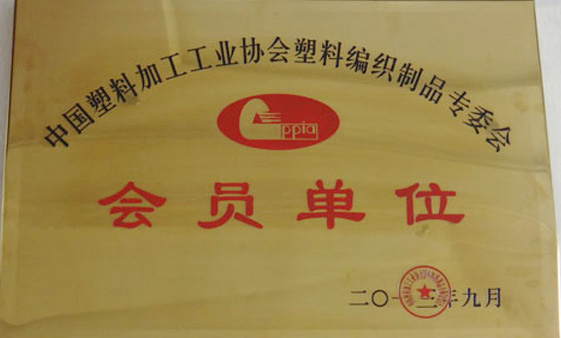 中国塑料加工工业协会塑料编织制品专委会
Cppia
会员单位
二〇一三年九月